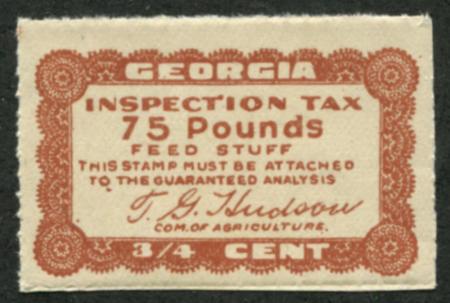 GEORGIA
INSPECTION TAX
75 Pounds
FEED STUFF
THIS STAMP MUST BE ATTACHED
TO THE GUARANTEED ANALYSIS
T. G. Hudson
COM. OF AGRICULTURE.
3/4 CENT